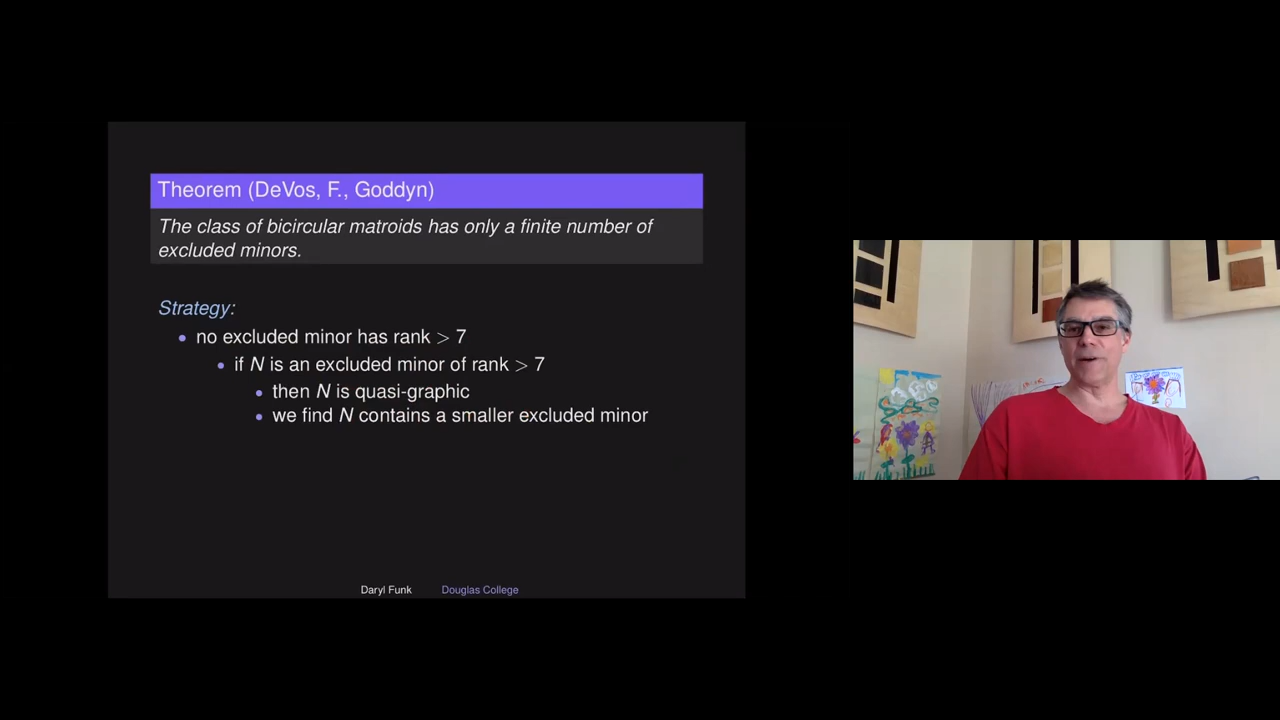 Theorem (DeVos, F., Goddyn)
The class of bicircular matroids has only a finite number of
excluded minors.
Strategy:
• no excluded minor has rank > 7
• if N is an excluded minor of rank > 7
• then N is quasi-graphic
• we find N contains a smaller excluded minor
Daryl Funk Douglas College